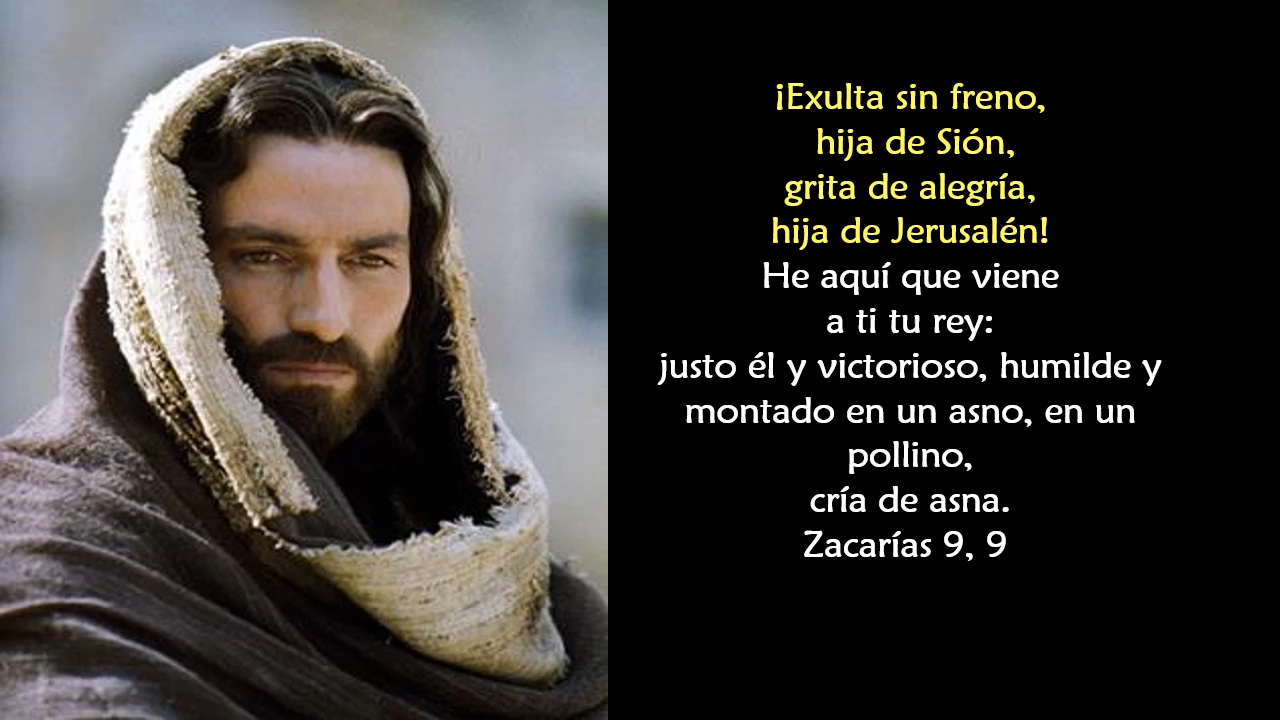 ¡Exulta sin freno,
hija de Sión,
grita de alegría,
hija de Jerusalén!
He aquí que viene
a ti tu rey:
justo él y victorioso, humilde y
montado en un asno, en un
pollino,
cría de asna.
Zacarías 9, 9